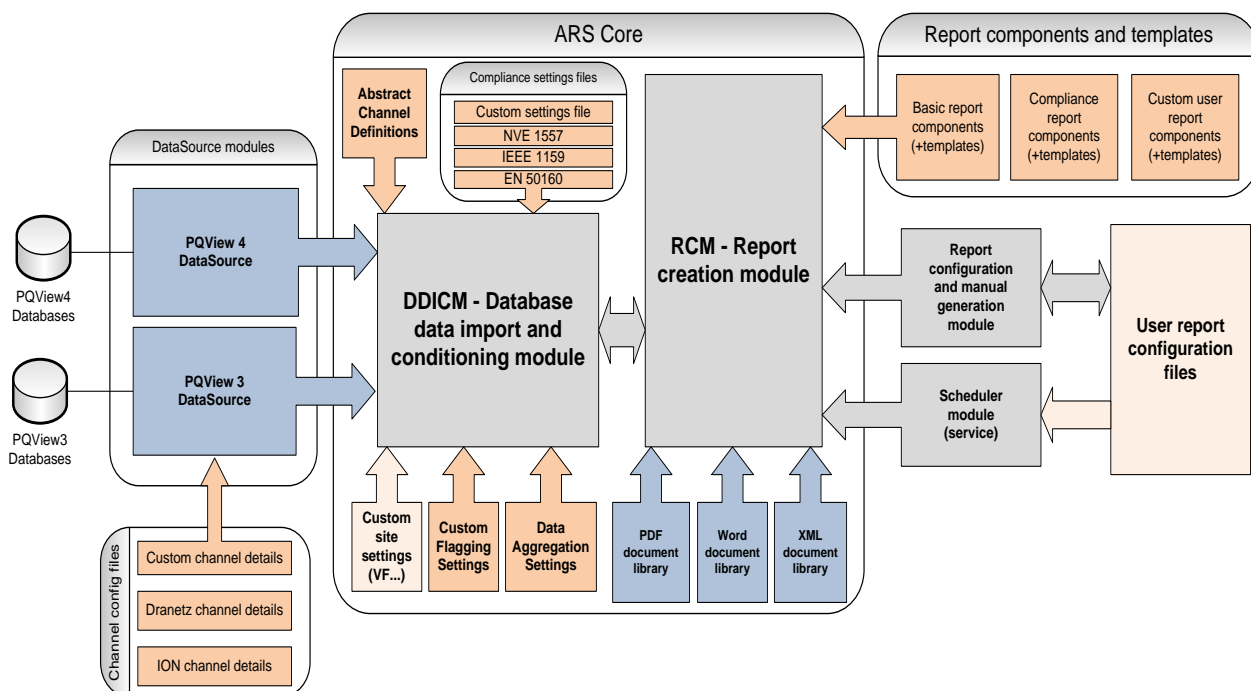 ARS Core
Report components and templates
Abstract
Channel
Definitions
Compliance settings files
Custom settings file
NVE 1557
IEEE 1159
EN 50160
Basic report
components
(+templates)
Compliance
report
components
(+templates)
Custom user
report
components
(+templates)
DataSource modules
PQView 4
DataSource
PQView4
Databases
PQView 3
DataSource
PQView3
Databases
DDICM - Database
data import and
conditioning module
RCM - Report
creation module
Report
configuration
and manual
generation
module
User report
configuration
files
Scheduler
module
(service)
Custom
site
settings
(VF...)
Custom
Flagging
Settings
Data
Aggregation
Settings
PDF
document
library
Word
document
library
XML
document
library
Channel config files
Custom channel details
Dranetz channel details
ION channel details